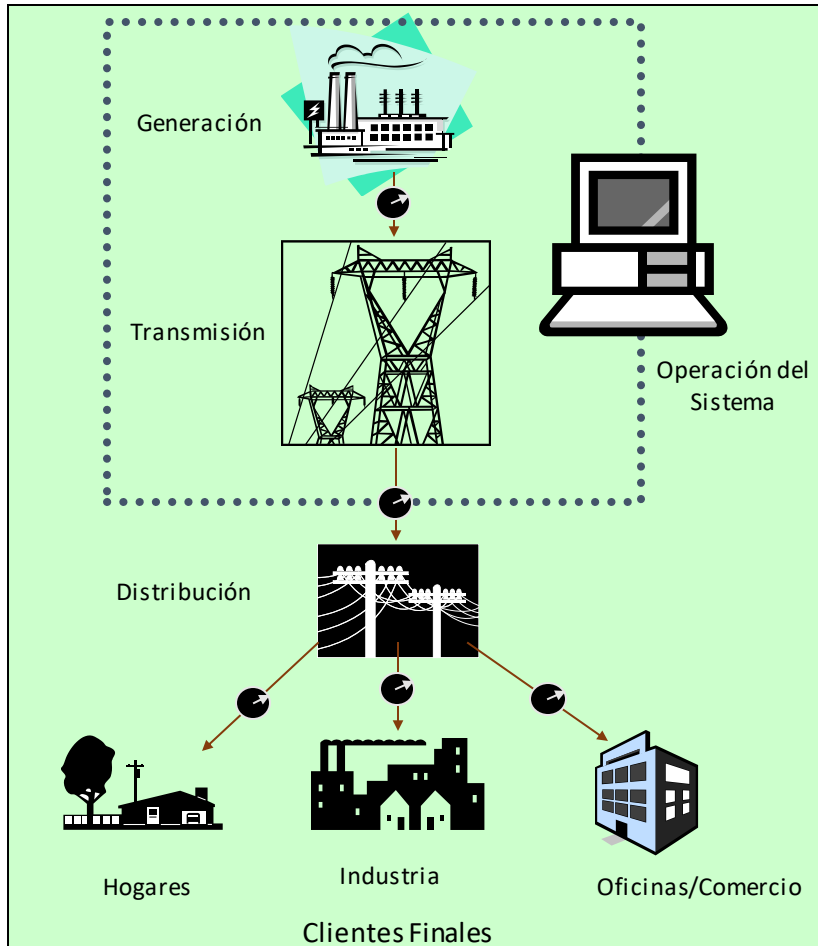 Generación
Transmisión
Operación del
Sistema
Distribución
Hogares
Industria
Oficinas/Comercio
Clientes Finales